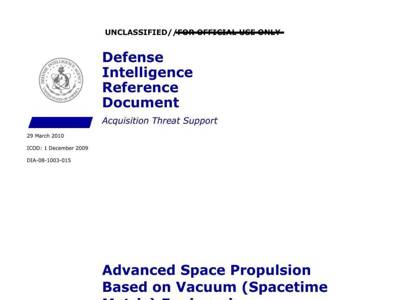 UNCLASSIFIED//FOR OFFICIAL USE ONLY
Defense
Intelligence
Reference
Document
Acquisition Threat Support
29 March 2010
ICOD: 1 December 2009
DIA-08-1003-015
Advanced Space Propulsion
Based on Vacuum (Spacetime